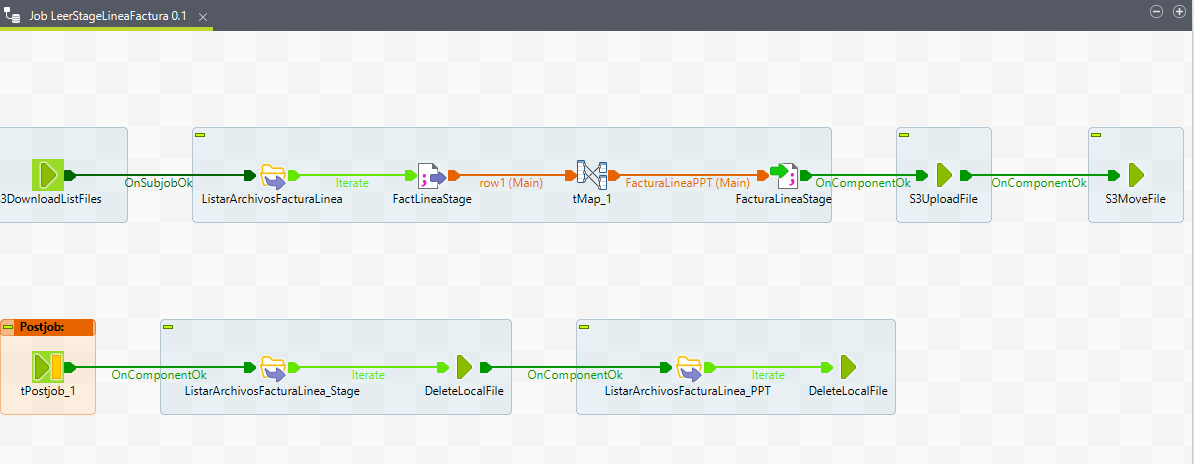 Job LeerStageLineaFactura 0.1
OnSubjobOk
Iterate
row1 (Main)
FacturaLineaPPT (Main)
OnComponentOk
OnComponentOk
S3DownloadListFiles
ListarArchivosFacturaLinea
FactLineaStage
tMap_1
FacturaLineaStage
S3UploadFile
S3MoveFile
Postjob:
OnComponentOk
Iterate
OnComponentOk
Iterate
tPostjob_1
ListarArchivosFacturaLinea_Stage
DeleteLocalFile
ListarArchivosFacturaLinea_PPT
DeleteLocalFile